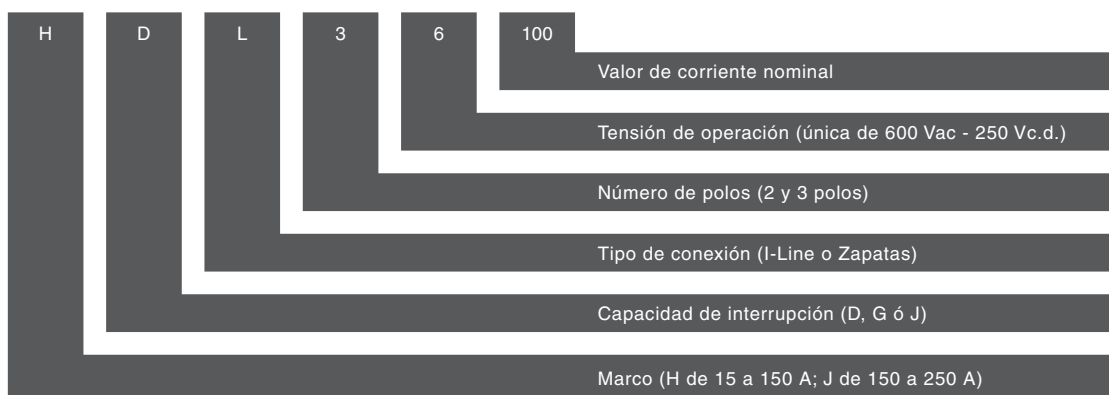 H D L 3 6 100
Valor de corriente nominal
Tensión de operación (única de 600 Vac - 250 Vc.d.)
Número de polos (2 y 3 polos)
Tipo de conexión (I-Line o Zapatas)
Capacidad de interrupción (D, G ó J)
Marco (H de 15 a 150 A; J de 150 a 250 A)